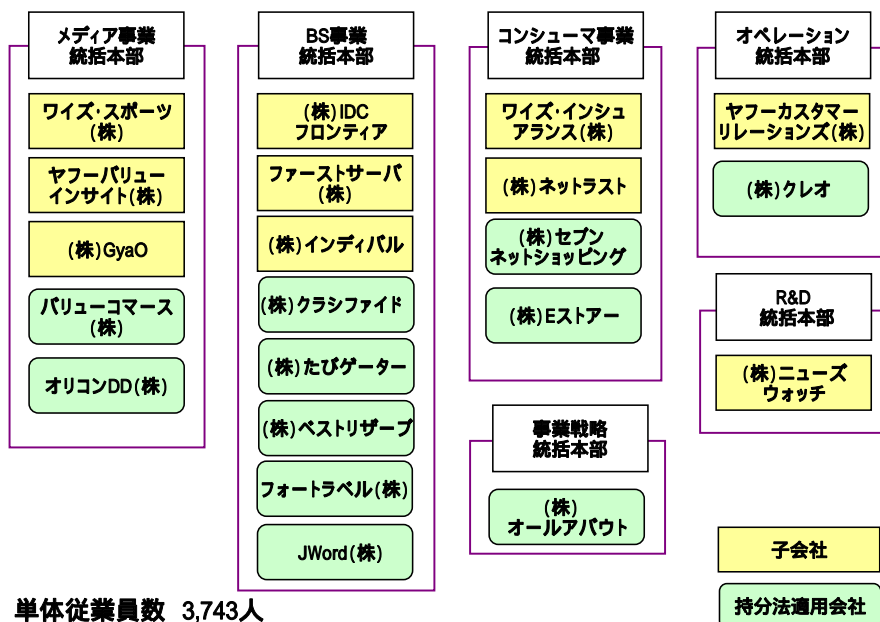 メディア事業
統括本部
ワイズ・スポーツ
(株)
ヤフーバリュー
インサイト(株)
(株)GyaO
バリューコマース
(株)
オリコンDD(株)
BS事業
統括本部
(株)IDC
フロンティア
ファーストサーバ
(株)
(株)インディバル
(株)クラシファイド
(株)たびゲーター
(株)ベストリザーブ
フォートラベル(株)
JWord(株)
コンシューマ事業
統括本部
ワイズ・インシュ
アランス(株)
(株)ネットラスト
(株)セブン
ネットショッピング
(株)Eストアー
事業戦略
統括本部
(株)
オールアバウト
オペレーション
統括本部
ヤフーカスタマー
リレーションズ(株)
(株)クレオ
R&D
統括本部
(株)ニューズ
ウォッチ
子会社
持分法適用会社
単体従業員数 3,743人